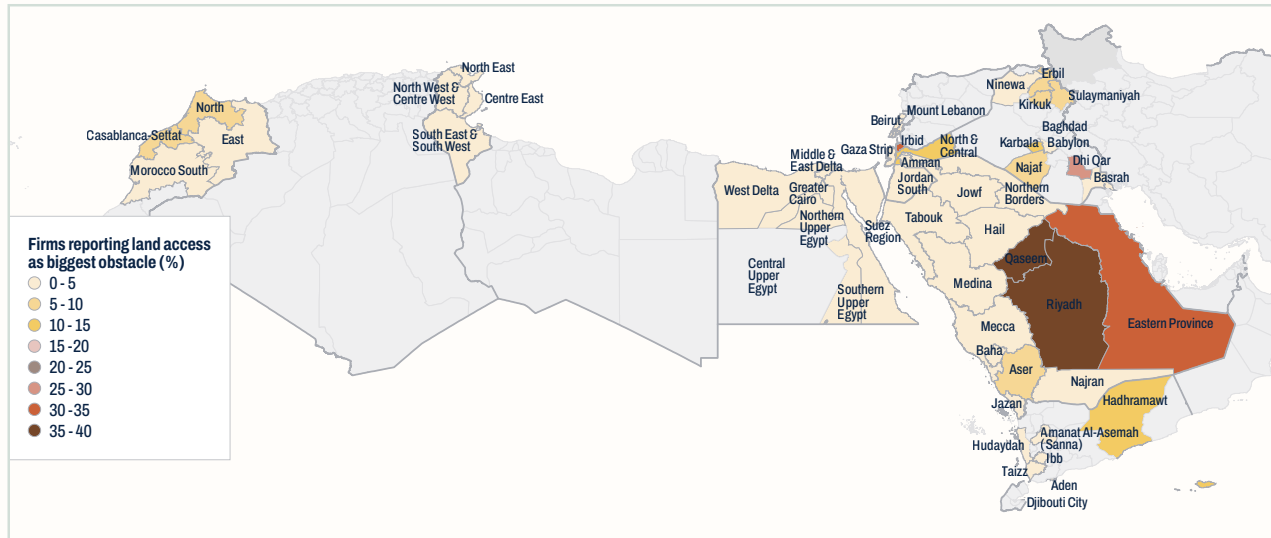 North East
North West &
Centre West
Centre East
North
Casablanca-Settat
East
South East &
South West
Morocco South
Ninewa
Erbil
Kirkuk
Sulaymaniyah
Mount Lebanon
Beirut
Irbid
North &
Central
Baghdad
Karbala
Babylon
Gaza Strip
Amman
Dhi Qar
Najaf
Basrah
Middle &
East Delta
Jordan
South
West Delta
Greater
Cairo
Jowf
Northern
Borders
Northern
Upper
Egypt
Suez
Region
Tabouk
Hail
Central
Upper
Egypt
Qaseem
Medina
Southern
Upper
Egypt
Riyadh
Eastern Province
Mecca
Baha
Aser
Najran
Jazan
Hadhramawt
Hudaydah
Amanat Al-Asemah
(Sanna)
Ibb
Taizz
Aden
Djibouti City
Firms reporting land access
as biggest obstacle (%)
0 - 5
5 - 10
10 - 15
15 - 20
20 - 25
25 - 30
30 - 35
35 - 40